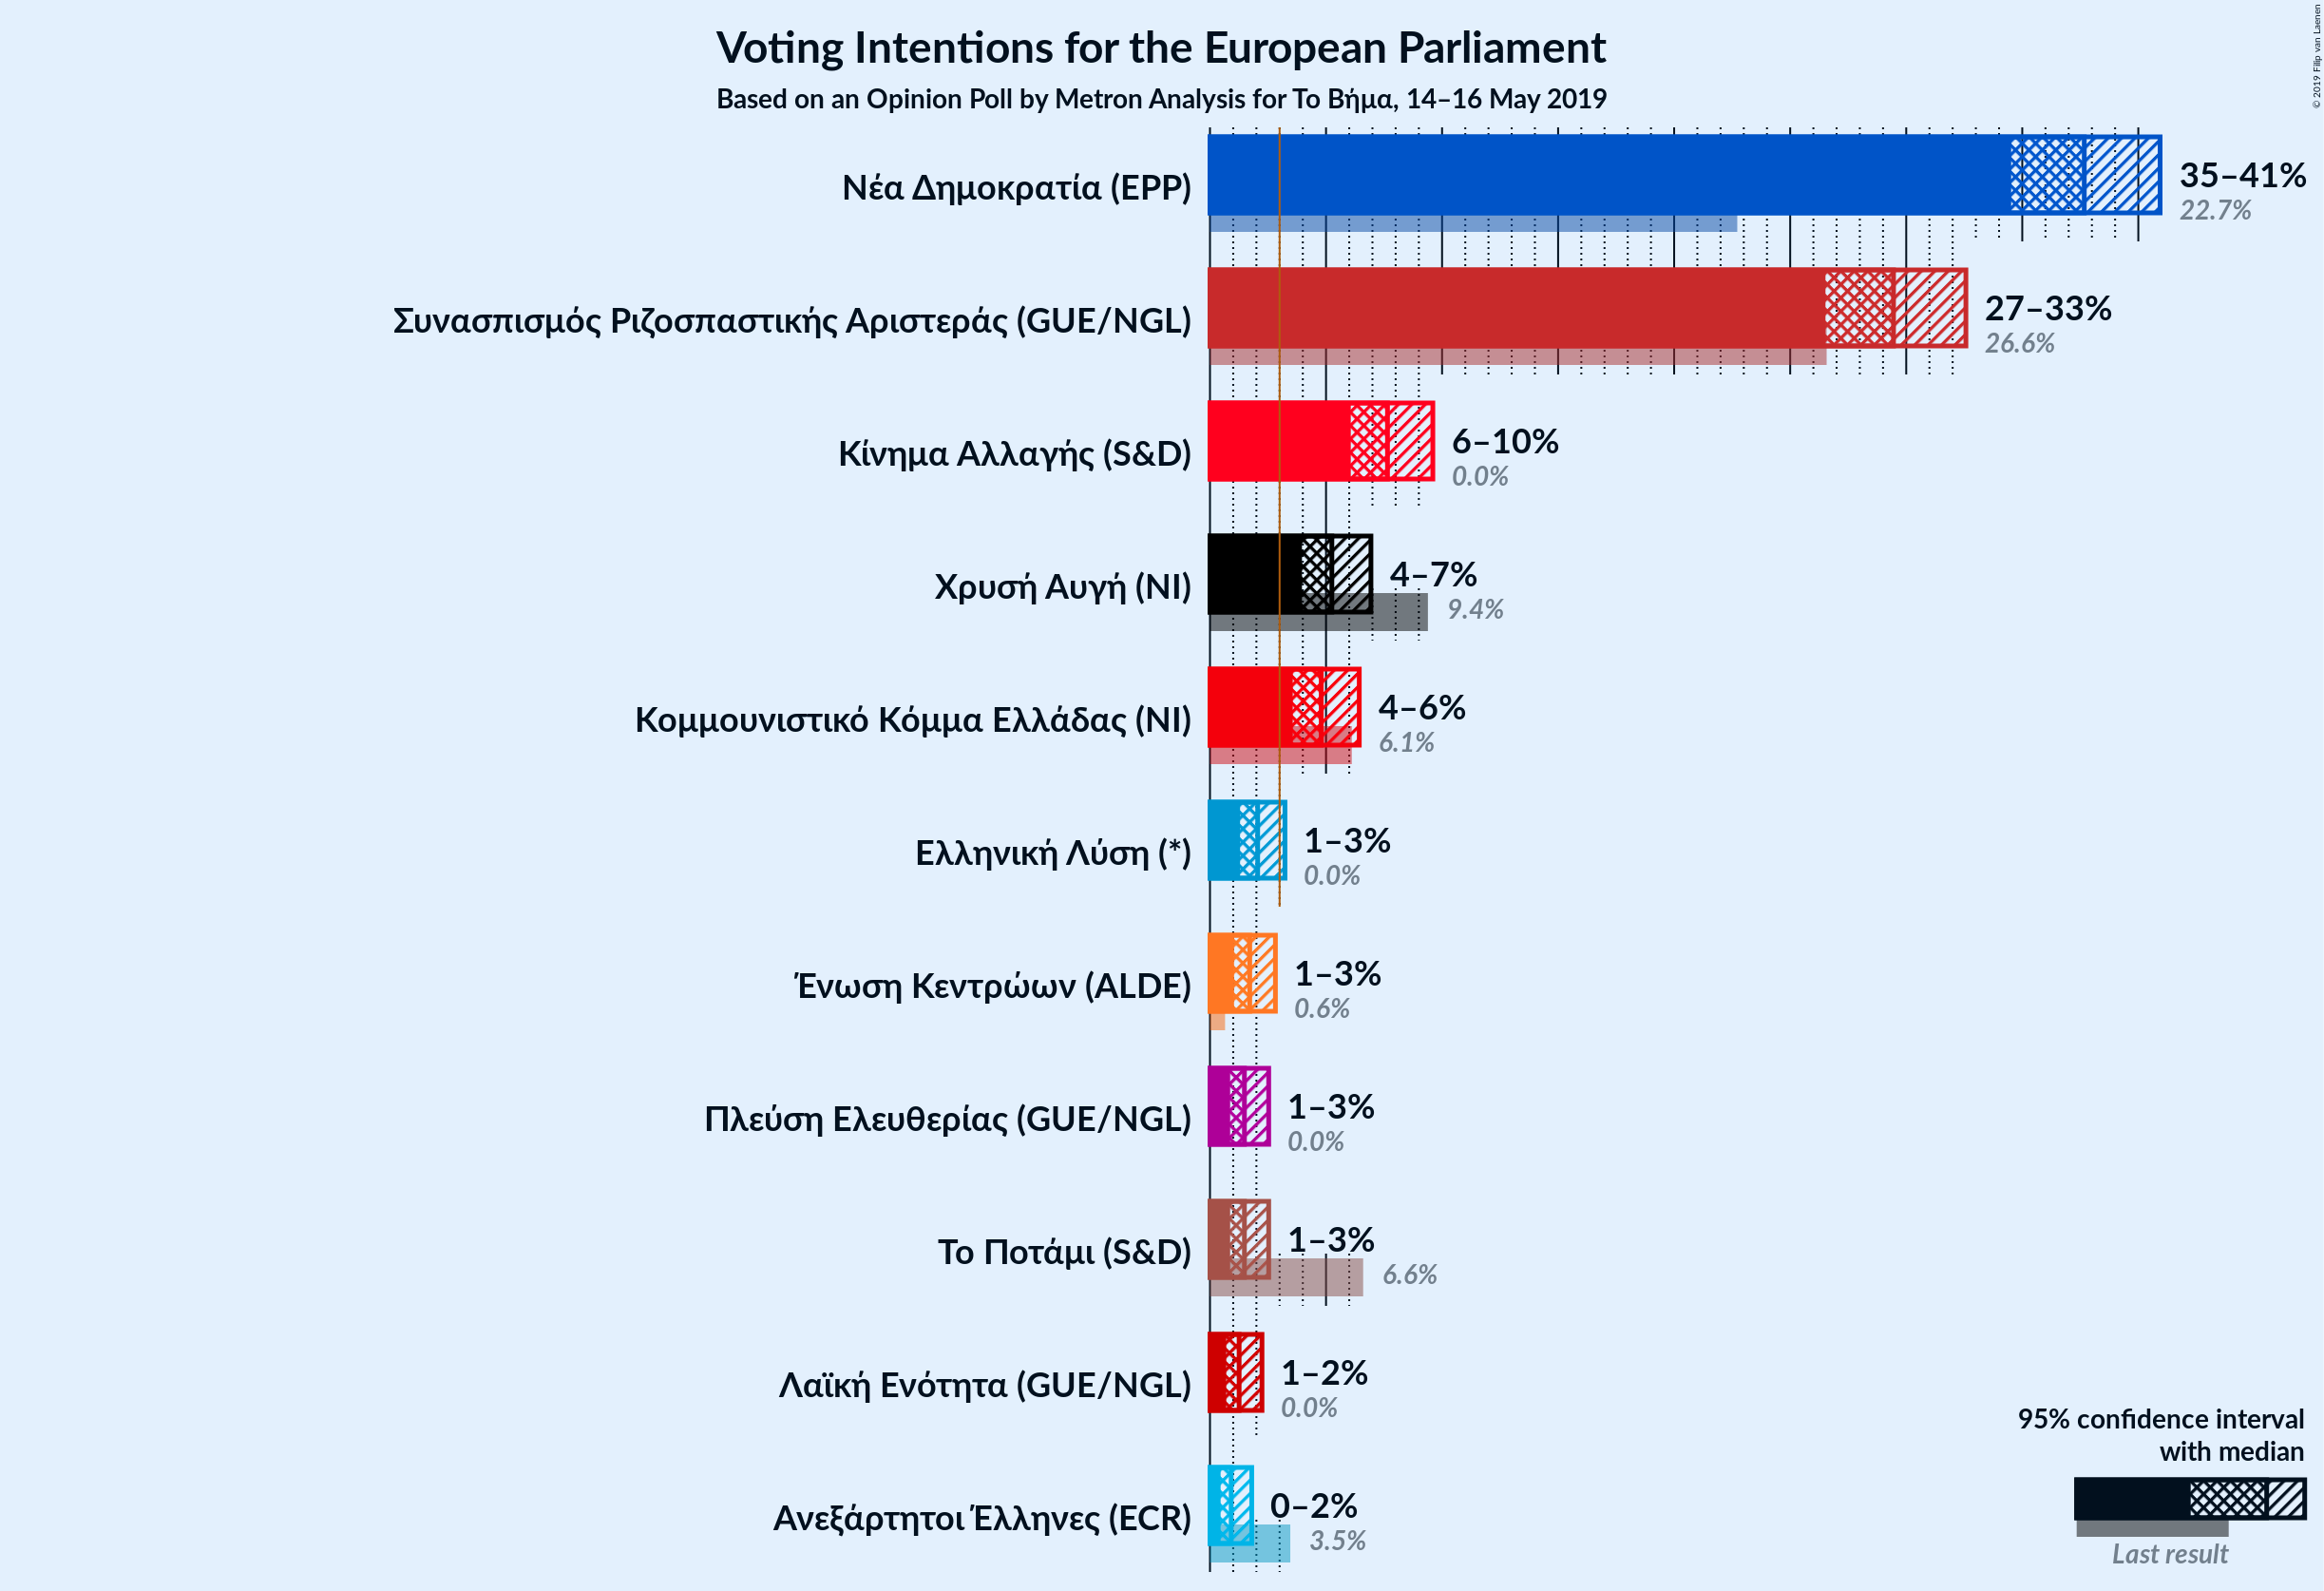 © 2019 Filip van Laenen
Voting Intentions for the European Parliament
Based on an Opinion Poll by Metron Analysis for Το Βήμα, 14–16 May 2019
Νέα Δημοκρατία (EPP)
35–41%
22.7%
Συνασπισμός Ριζοσπαστικής Αριστεράς (GUE/NGL)
27–33%
26.6%
Κίνημα Αλλαγής (S&D)
6–10%
0.0%
Χρυσή Αυγή (NI)
4–7%
9.4%
Κομμουνιστικό Κόμμα Ελλάδας (NI)
4–6%
6.1%
Ελληνική Λύση (*)
1–3%
0.0%
Ένωση Κεντρώων (ALDE)
1–3%
0.6%
Πλεύση Ελευθερίας (GUE/NGL)
1–3%
0.0%
Το Ποτάμι (S&D)
1–3%
6.6%
Λαϊκή Ενότητα (GUE/NGL)
1–2%
0.0%
Ανεξάρτητοι Έλληνες (ECR)
0–2%
3.5%
95% confidence interval
with median
Last result